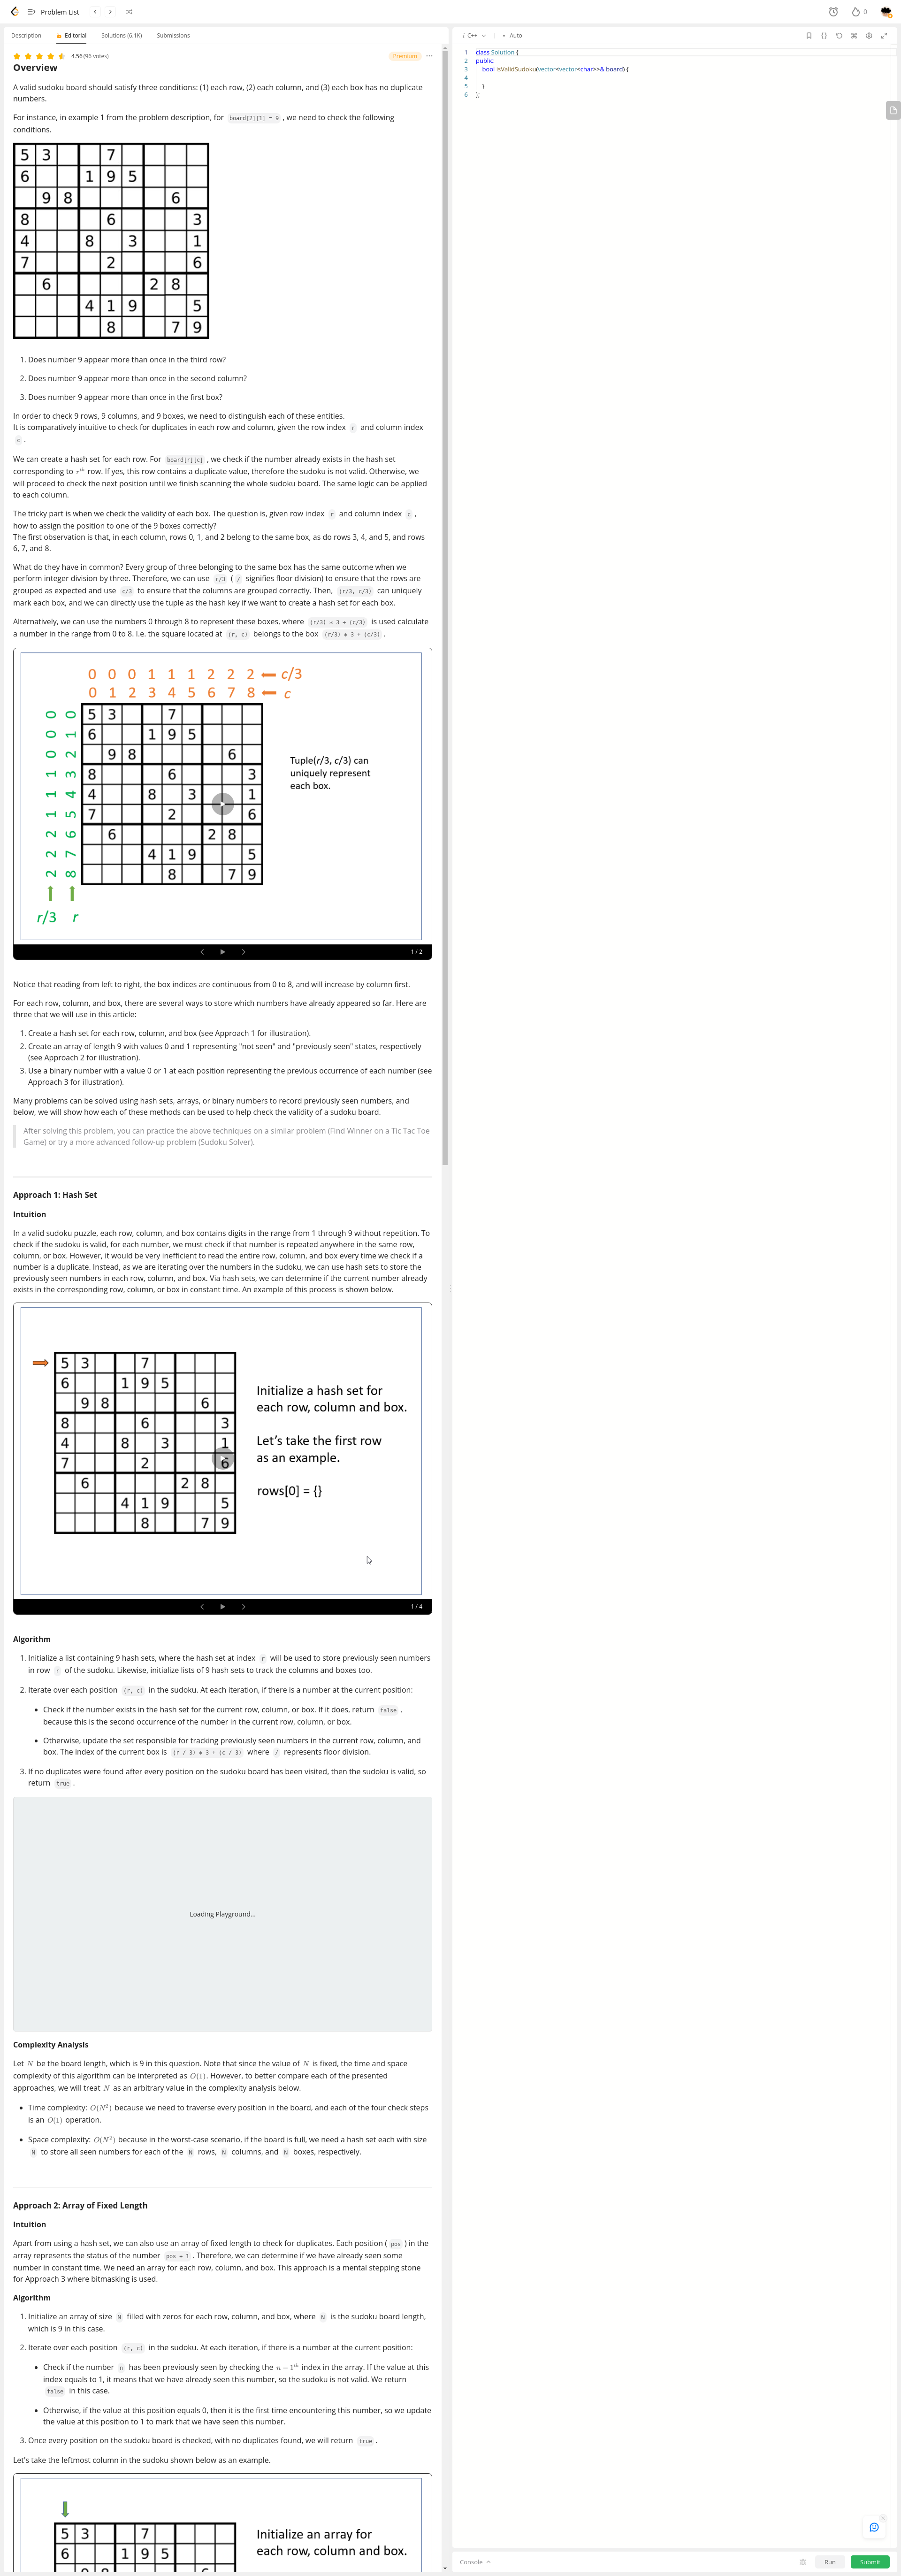 Problem List
0
Description
Editorial
Solutions (6.1K)
Submissions
4.56 (96 votes)
Premium
Overview
A valid sudoku board should satisfy three conditions: (1) each row, (2) each column, and (3) each box has no duplicate
numbers.
For instance, in example 1 from the problem description, for board[2][1] = 9 , we need to check the following
conditions.
5 3 7
6 1 9 5
9 8 6
8 6 3
4 8 3 1
7 2 6
6 2 8
4 1 9 5
8 7 9
1. Does number 9 appear more than once in the third row?
2. Does number 9 appear more than once in the second column?
3. Does number 9 appear more than once in the first box?
In order to check 9 rows, 9 columns, and 9 boxes, we need to distinguish each of these entities.
It is comparatively intuitive to check for duplicates in each row and column, given the row index r and column index
c .
We can create a hash set for each row. For board[r][c] , we check if the number already exists in the hash set
corresponding to r^th row. If yes, this row contains a duplicate value, therefore the sudoku is not valid. Otherwise, we
will proceed to check the next position until we finish scanning the whole sudoku board. The same logic can be applied
to each column.
The tricky part is when we check the validity of each box. The question is, given row index r and column index c ,
how to assign the position to one of the 9 boxes correctly?
The first observation is that, in each column, rows 0, 1, and 2 belong to the same box, as do rows 3, 4, and 5, and rows
6, 7, and 8.
What do they have in common? Every group of three belonging to the same box has the same outcome when we
perform integer division by three. Therefore, we can use r/3 ( / signifies floor division) to ensure that the rows are
grouped as expected and use c/3 to ensure that the columns are grouped correctly. Then, (r/3, c/3) can uniquely
mark each box, and we can directly use the tuple as the hash key if we want to create a hash set for each box.
Alternatively, we can use the numbers 0 through 8 to represent these boxes, where (r/3) * 3 + (c/3) is used calculate
a number in the range from 0 to 8. I.e. the square located at (r, c) belongs to the box (r/3) * 3 + (c/3) .
0 0 0 1 1 1 2 2 2 c/3
0 1 2 3 4 5 6 7 8 c
0 0 5 3 7
0 1 6 1 9 5
0 2 9 8 6
1 3 8 6 3
1 4 4 8 3 1
1 5 7 2 6
2 6 6 2 8
2 7 4 1 9 5
2 8 8 7 9
r/3 r
Tuple(r/3, c/3) can
uniquely represent
each box.
1 / 2
Notice that reading from left to right, the box indices are continuous from 0 to 8, and will increase by column first.
For each row, column, and box, there are several ways to store which numbers have already appeared so far. Here are
three that we will use in this article:
1. Create a hash set for each row, column, and box (see Approach 1 for illustration).
2. Create an array of length 9 with values 0 and 1 representing "not seen" and "previously seen" states, respectively
(see Approach 2 for illustration).
3. Use a binary number with a value 0 or 1 at each position representing the previous occurrence of each number (see
Approach 3 for illustration).
Many problems can be solved using hash sets, arrays, or binary numbers to record previously seen numbers, and
below, we will show how each of these methods can be used to help check the validity of a sudoku board.
After solving this problem, you can practice the above techniques on a similar problem (Find Winner on a Tic Tac Toe
Game) or try a more advanced follow-up problem (Sudoku Solver).
Approach 1: Hash Set
Intuition
In a valid sudoku puzzle, each row, column, and box contains digits in the range from 1 through 9 without repetition. To
check if the sudoku is valid, for each number, we must check if that number is repeated anywhere in the same row,
column, or box. However, it would be very inefficient to read the entire row, column, and box every time we check if a
number is a duplicate. Instead, as we are iterating over the numbers in the sudoku, we can use hash sets to store the
previously seen numbers in each row, column, and box. Via hash sets, we can determine if the current number already
exists in the corresponding row, column, or box in constant time. An example of this process is shown below.
5 3 7
6 1 9 5
9 8 6
8 6 3
4 8 3 1
7 2 6
6 2 8
4 1 9 5
8 7 9
Initialize a hash set for
each row, column and box.
Let's take the first row
as an example.
rows[0] = {}
1 / 4
Algorithm
1. Initialize a list containing 9 hash sets, where the hash set at index r will be used to store previously seen numbers
in row r of the sudoku. Likewise, initialize lists of 9 hash sets to track the columns and boxes too.
2. Iterate over each position (r, c) in the sudoku. At each iteration, if there is a number at the current position:
• Check if the number exists in the hash set for the current row, column, or box. If it does, return false ,
because this is the second occurrence of the number in the current row, column, or box.
• Otherwise, update the set responsible for tracking previously seen numbers in the current row, column, and
box. The index of the current box is (r / 3) * 3 + (c / 3) where / represents floor division.
3. If no duplicates were found after every position on the sudoku board has been visited, then the sudoku is valid, so
return true .
Loading Playground...
Complexity Analysis
Let N be the board length, which is 9 in this question. Note that since the value of N is fixed, the time and space
complexity of this algorithm can be interpreted as O(1). However, to better compare each of the presented
approaches, we will treat N as an arbitrary value in the complexity analysis below.
• Time complexity: O(N²) because we need to traverse every position in the board, and each of the four check steps
is an O(1) operation.
• Space complexity: O(N²) because in the worst-case scenario, if the board is full, we need a hash set each with size
N to store all seen numbers for each of the N rows, N columns, and N boxes, respectively.
Approach 2: Array of Fixed Length
Intuition
Apart from using a hash set, we can also use an array of fixed length to check for duplicates. Each position ( pos ) in the
array represents the status of the number pos + 1 . Therefore, we can determine if we have already seen some
number in constant time. We need an array for each row, column, and box. This approach is a mental stepping stone
for Approach 3 where bitmasking is used.
Algorithm
1. Initialize an array of size N filled with zeros for each row, column, and box, where N is the sudoku board length,
which is 9 in this case.
2. Iterate over each position (r, c) in the sudoku. At each iteration, if there is a number at the current position:
• Check if the number n has been previously seen by checking the n − 1^th index in the array. If the value at this
index equals to 1, it means that we have already seen this number, so the sudoku is not valid. We return
false in this case.
• Otherwise, if the value at this position equals 0, then it is the first time encountering this number, so we update
the value at this position to 1 to mark that we have seen this number.
3. Once every position on the sudoku board is checked, with no duplicates found, we will return true .
Let's take the leftmost column in the sudoku shown below as an example.
5 3 7
6 1 9 5
9 8 6
Initialize an array for
each row, column and box.
i C++
Auto
1 class Solution {
2 public:
3 bool isValidSudoku(vector<vector<char>>& board) {
4
5 }
6 };
Console
Run
Submit